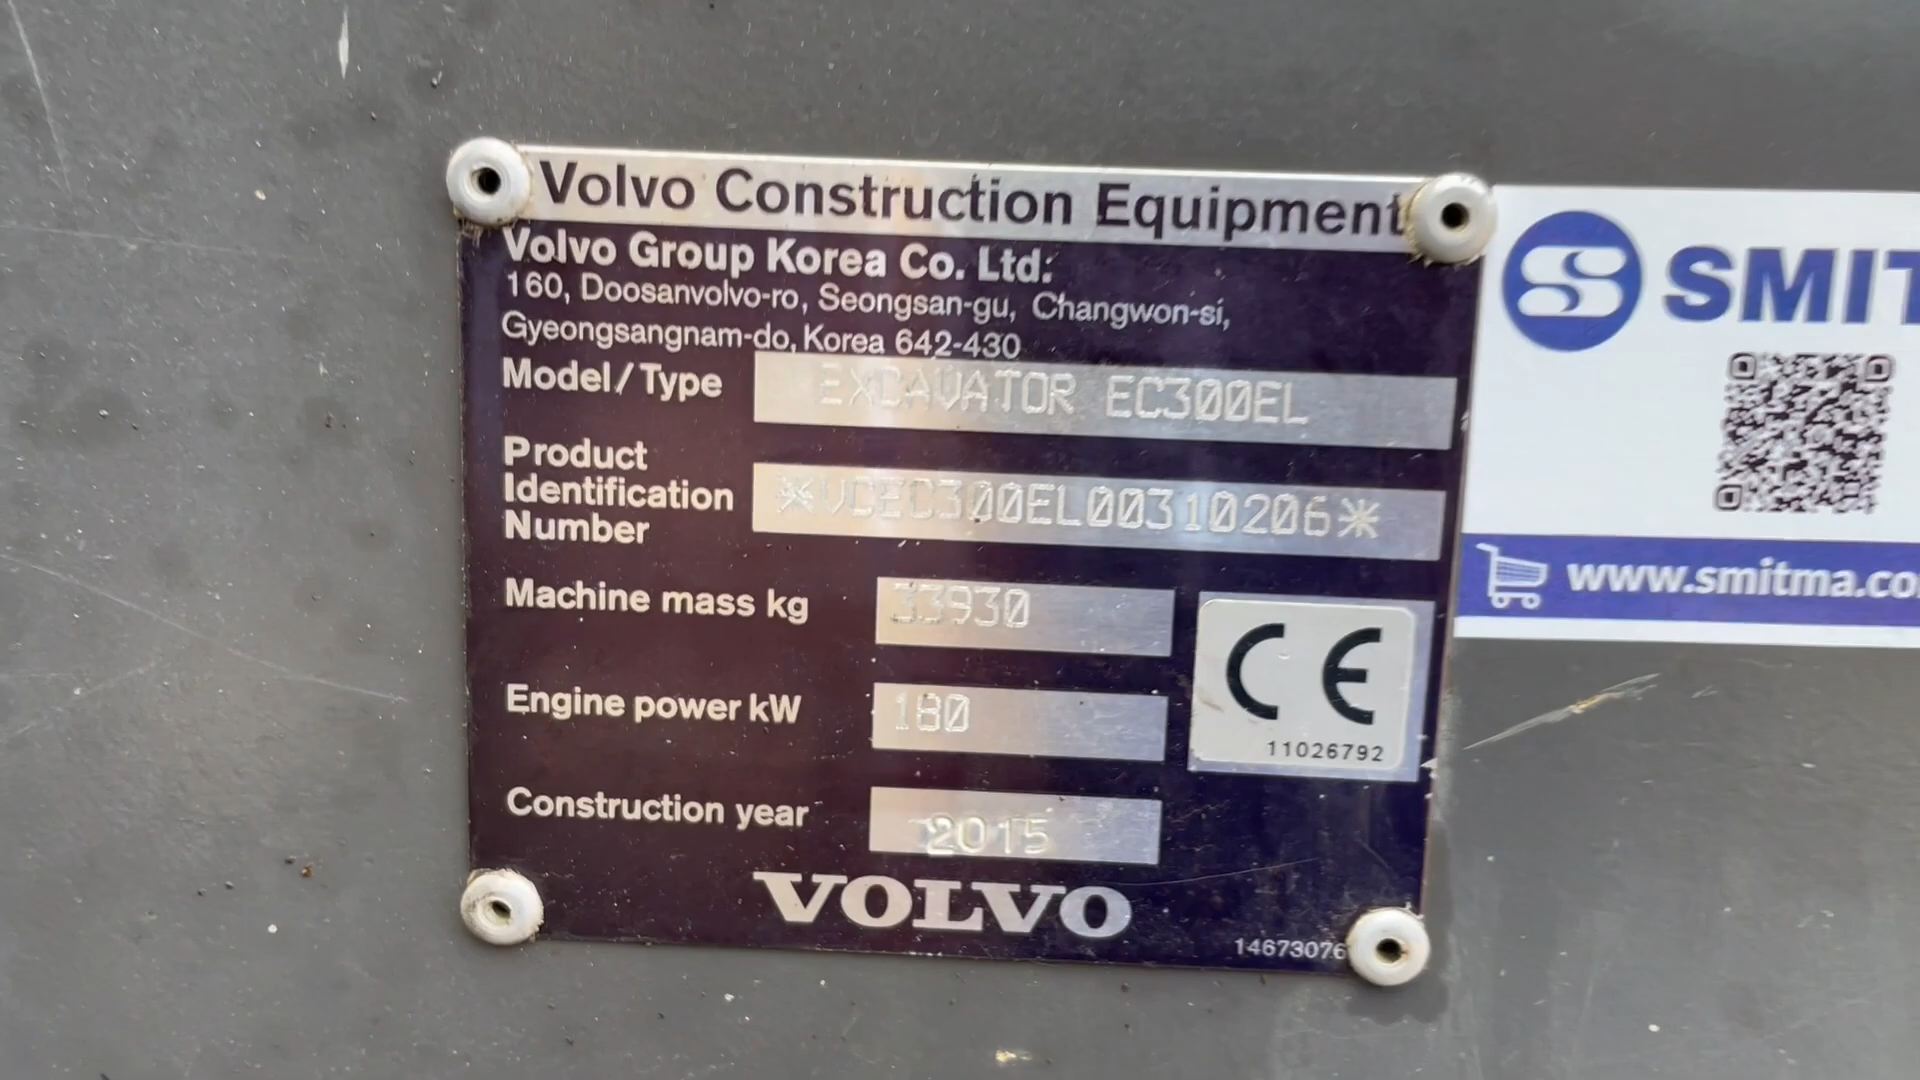 Volvo Construction Equipment
Volvo Group Korea Co. Ltd.
160, Doosanvolvo-ro, Seongsan-gu, Changwon-si,
Gyeongsangnam-do, Korea 642-430
Model/Type EXCAVATOR EC300EL
Product
Identification
Number
*VCEC300EL00310206*
Machine mass kg 33930
Engine power kW 180
CE
11026792
Construction year 2015
VOLVO
14673076
SMIT
www.smitma.co